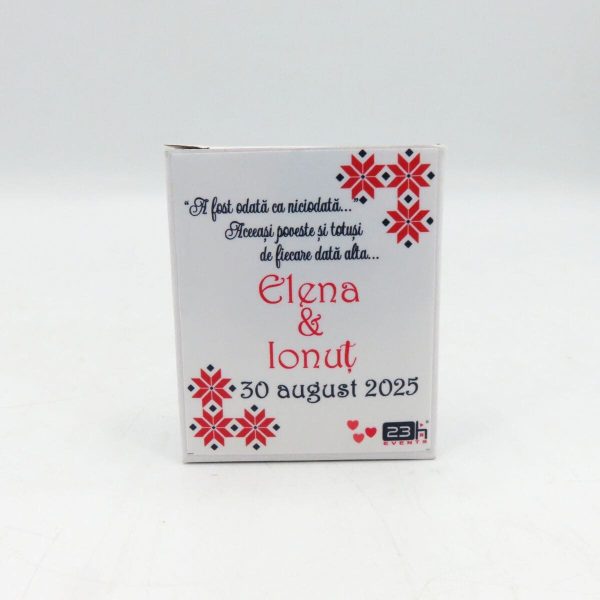 “A fost odată ca niciodată...”
Aceeași poveste și totuși
de fiecare dată alta...
Elena
&
Ionuț
30 august 2025
23h
EVENTS